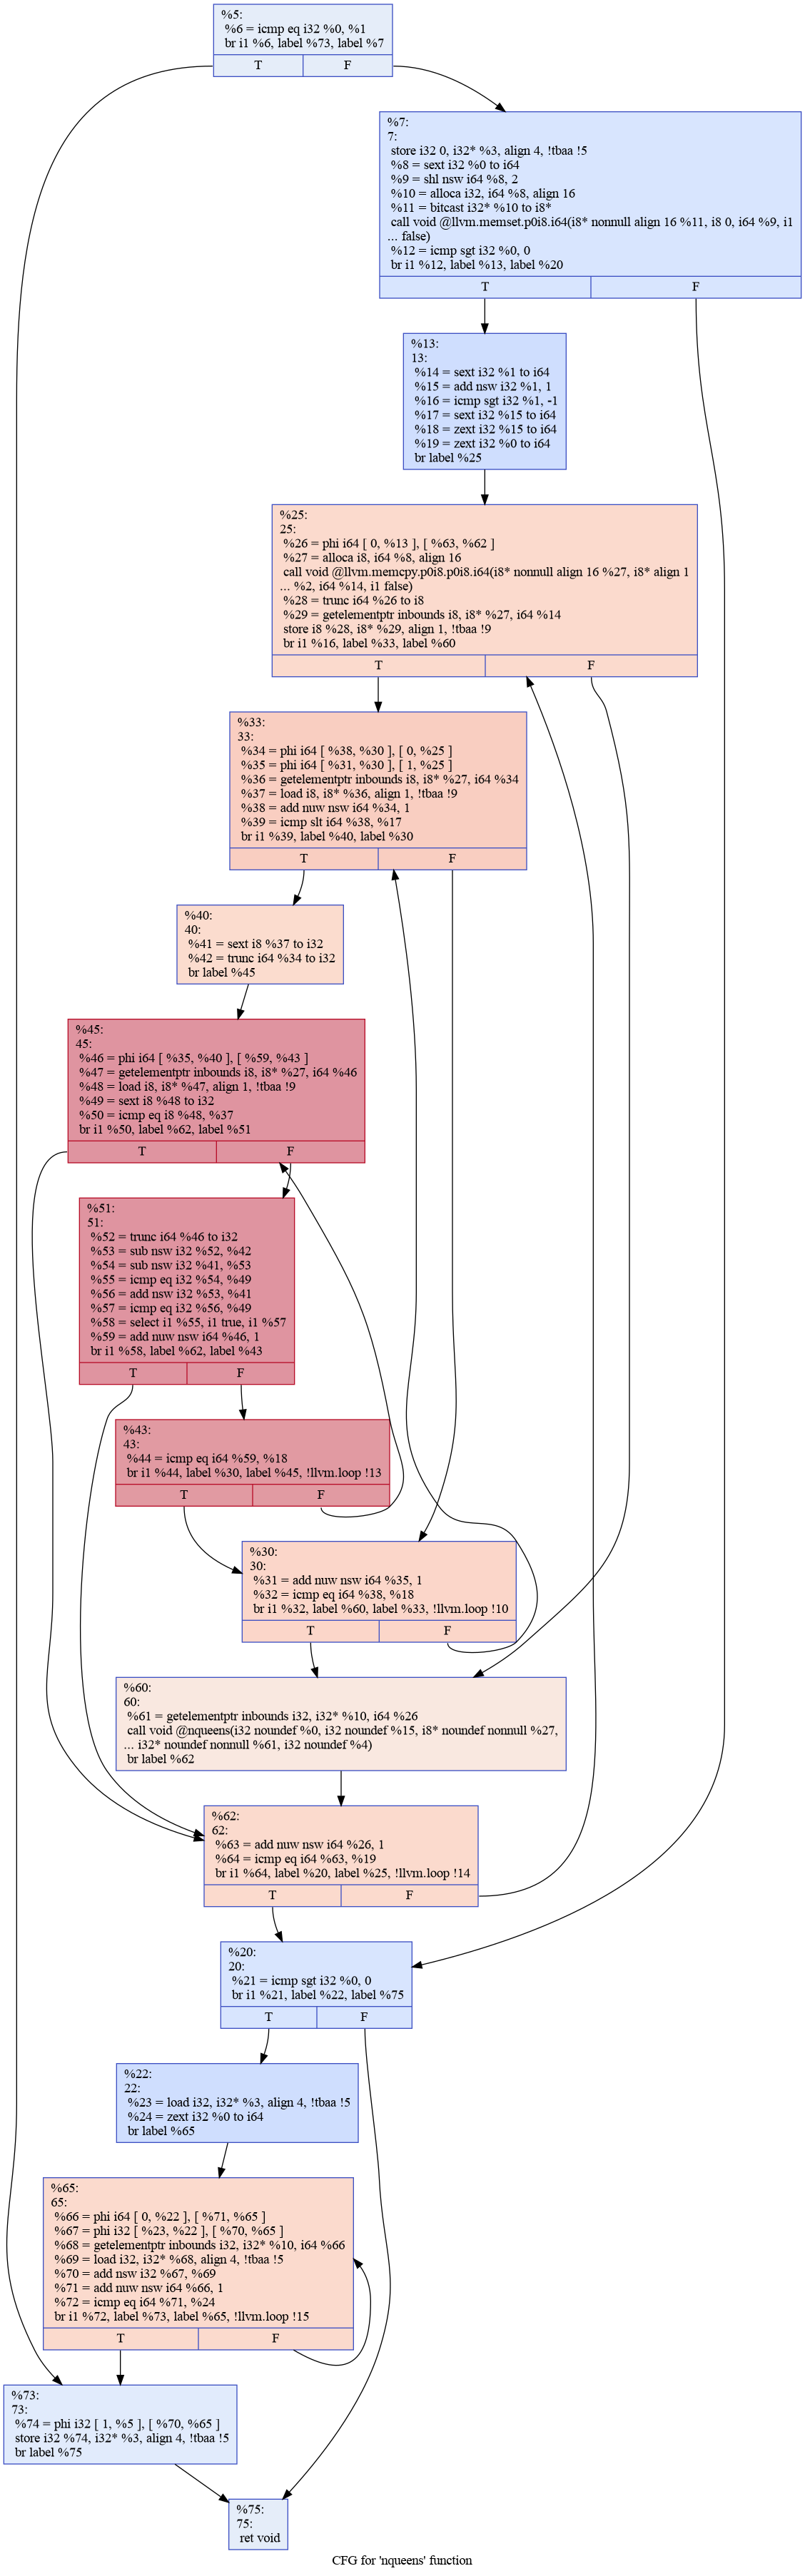 %5:
%6 = icmp eq i32 %0, %1
br i1 %6, label %73, label %7
T F
%7:
7:
store i32 0, i32* %3, align 4, !tbaa !5
%8 = sext i32 %0 to i64
%9 = shl nsw i64 %8, 2
%10 = alloca i32, i64 %8, align 16
%11 = bitcast i32* %10 to i8*
call void @llvm.memset.p0i8.i64(i8* nonnull align 16 %11, i8 0, i64 %9, i1
... false)
%12 = icmp sgt i32 %0, 0
br i1 %12, label %13, label %20
T F
%13:
13:
%14 = sext i32 %1 to i64
%15 = add nsw i32 %1, 1
%16 = icmp sgt i32 %1, -1
%17 = sext i32 %15 to i64
%18 = zext i32 %15 to i64
%19 = zext i32 %0 to i64
br label %25
%25:
25:
%26 = phi i64 [ 0, %13 ], [ %63, %62 ]
%27 = alloca i8, i64 %8, align 16
call void @llvm.memcpy.p0i8.p0i8.i64(i8* nonnull align 16 %27, i8* align 1
... %2, i64 %14, i1 false)
%28 = trunc i64 %26 to i8
%29 = getelementptr inbounds i8, i8* %27, i64 %14
store i8 %28, i8* %29, align 1, !tbaa !9
br i1 %16, label %33, label %60
T F
%33:
33:
%34 = phi i64 [ %38, %30 ], [ 0, %25 ]
%35 = phi i64 [ %31, %30 ], [ 1, %25 ]
%36 = getelementptr inbounds i8, i8* %27, i64 %34
%37 = load i8, i8* %36, align 1, !tbaa !9
%38 = add nuw nsw i64 %34, 1
%39 = icmp slt i64 %38, %17
br i1 %39, label %40, label %30
T F
%40:
40:
%41 = sext i8 %37 to i32
%42 = trunc i64 %34 to i32
br label %45
%45:
45:
%46 = phi i64 [ %35, %40 ], [ %59, %43 ]
%47 = getelementptr inbounds i8, i8* %27, i64 %46
%48 = load i8, i8* %47, align 1, !tbaa !9
%49 = sext i8 %48 to i32
%50 = icmp eq i8 %48, %37
br i1 %50, label %62, label %51
T F
%51:
51:
%52 = trunc i64 %46 to i32
%53 = sub nsw i32 %52, %42
%54 = sub nsw i32 %41, %53
%55 = icmp eq i32 %54, %49
%56 = add nsw i32 %53, %41
%57 = icmp eq i32 %56, %49
%58 = select i1 %55, i1 true, i1 %57
%59 = add nuw nsw i64 %46, 1
br i1 %58, label %62, label %43
T F
%43:
43:
%44 = icmp eq i64 %59, %18
br i1 %44, label %30, label %45, !llvm.loop !13
T F
%30:
30:
%31 = add nuw nsw i64 %35, 1
%32 = icmp eq i64 %38, %18
br i1 %32, label %60, label %33, !llvm.loop !10
T F
%60:
60:
%61 = getelementptr inbounds i32, i32* %10, i64 %26
call void @nqueens(i32 noundef %0, i32 noundef %15, i8* noundef nonnull %27,
... i32* noundef nonnull %61, i32 noundef %4)
br label %62
%62:
62:
%63 = add nuw nsw i64 %26, 1
%64 = icmp eq i64 %63, %19
br i1 %64, label %20, label %25, !llvm.loop !14
T F
%20:
20:
%21 = icmp sgt i32 %0, 0
br i1 %21, label %22, label %75
T F
%22:
22:
%23 = load i32, i32* %3, align 4, !tbaa !5
%24 = zext i32 %0 to i64
br label %65
%65:
65:
%66 = phi i64 [ 0, %22 ], [ %71, %65 ]
%67 = phi i32 [ %23, %22 ], [ %70, %65 ]
%68 = getelementptr inbounds i32, i32* %10, i64 %66
%69 = load i32, i32* %68, align 4, !tbaa !5
%70 = add nsw i32 %67, %69
%71 = add nuw nsw i64 %66, 1
%72 = icmp eq i64 %71, %24
br i1 %72, label %73, label %65, !llvm.loop !15
T F
%73:
73:
%74 = phi i32 [ 1, %5 ], [ %70, %65 ]
store i32 %74, i32* %3, align 4, !tbaa !5
br label %75
%75:
75:
ret void
CFG for 'nqueens' function